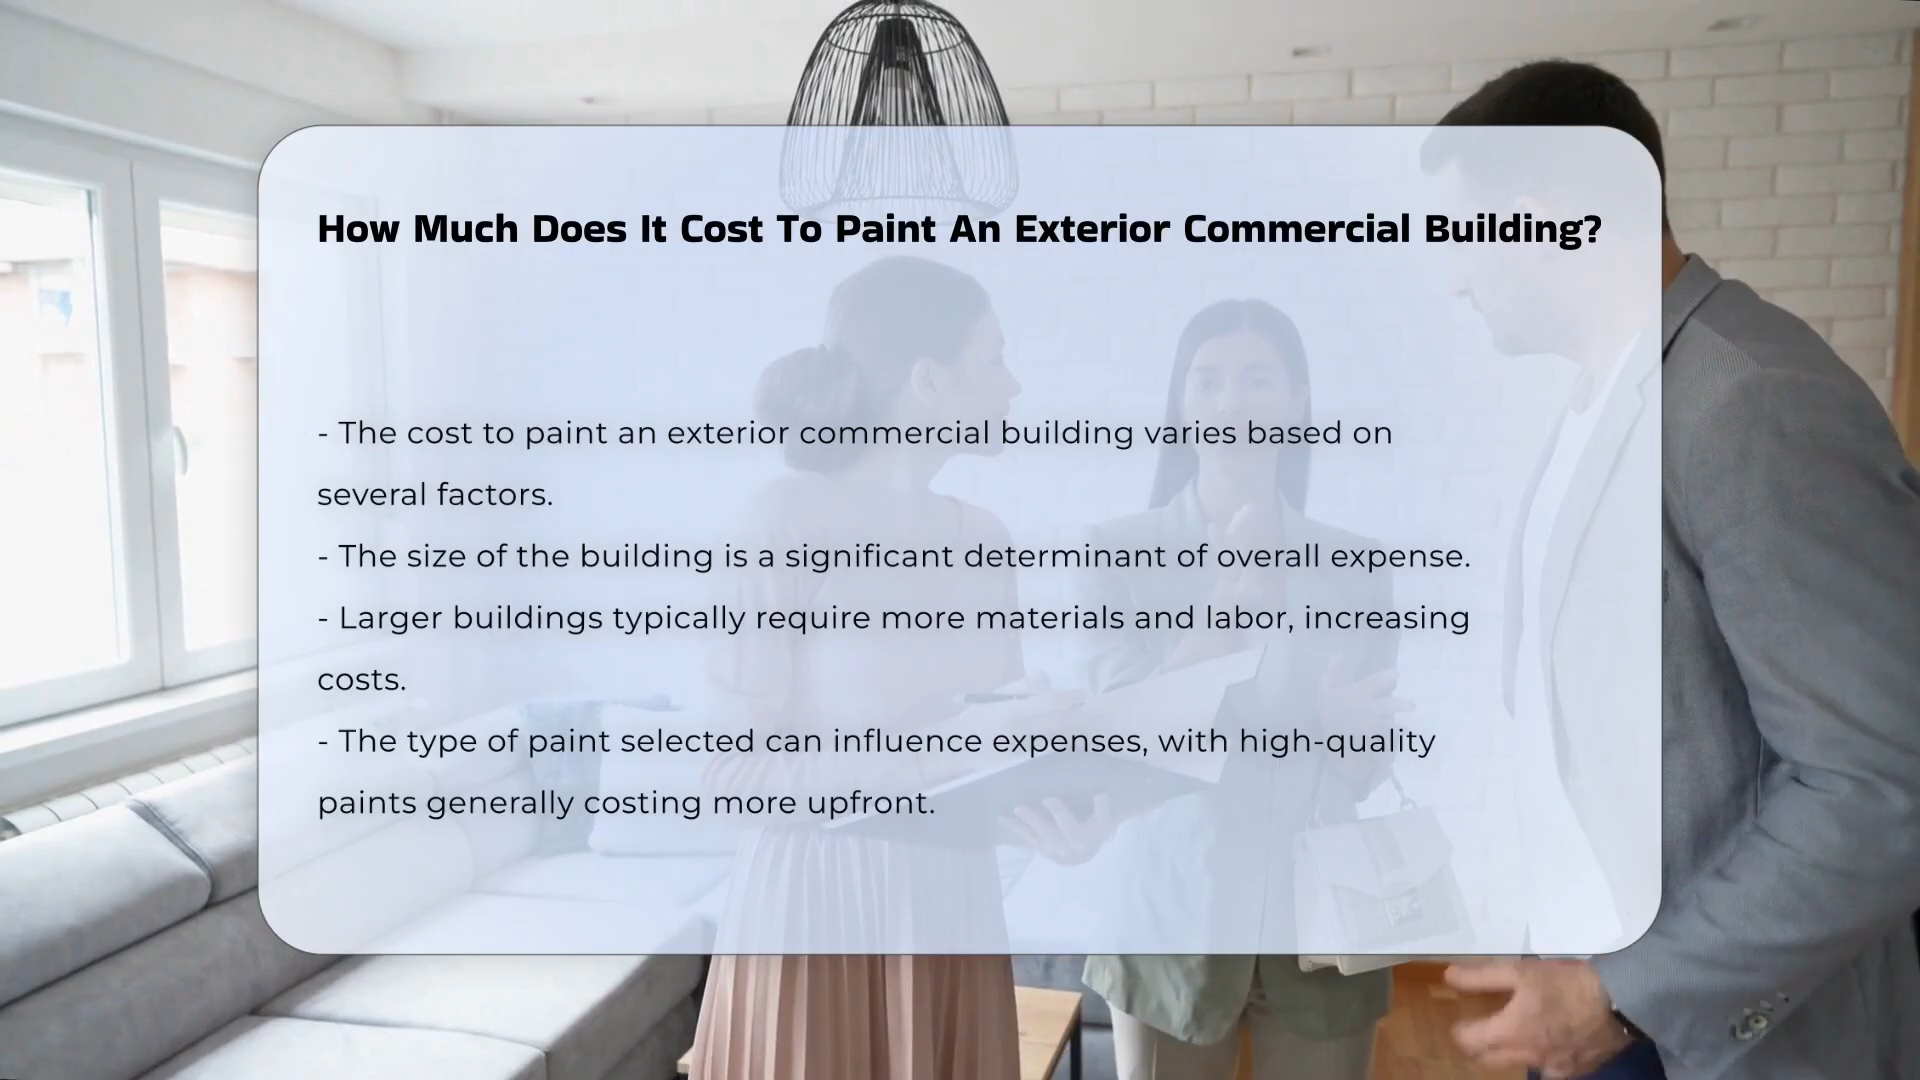 How Much Does It Cost To Paint An Exterior Commercial Building?
- The cost to paint an exterior commercial building varies based on
several factors.
- The size of the building is a significant determinant of overall expense.
- Larger buildings typically require more materials and labor, increasing
costs.
- The type of paint selected can influence expenses, with high-quality
paints generally costing more upfront.